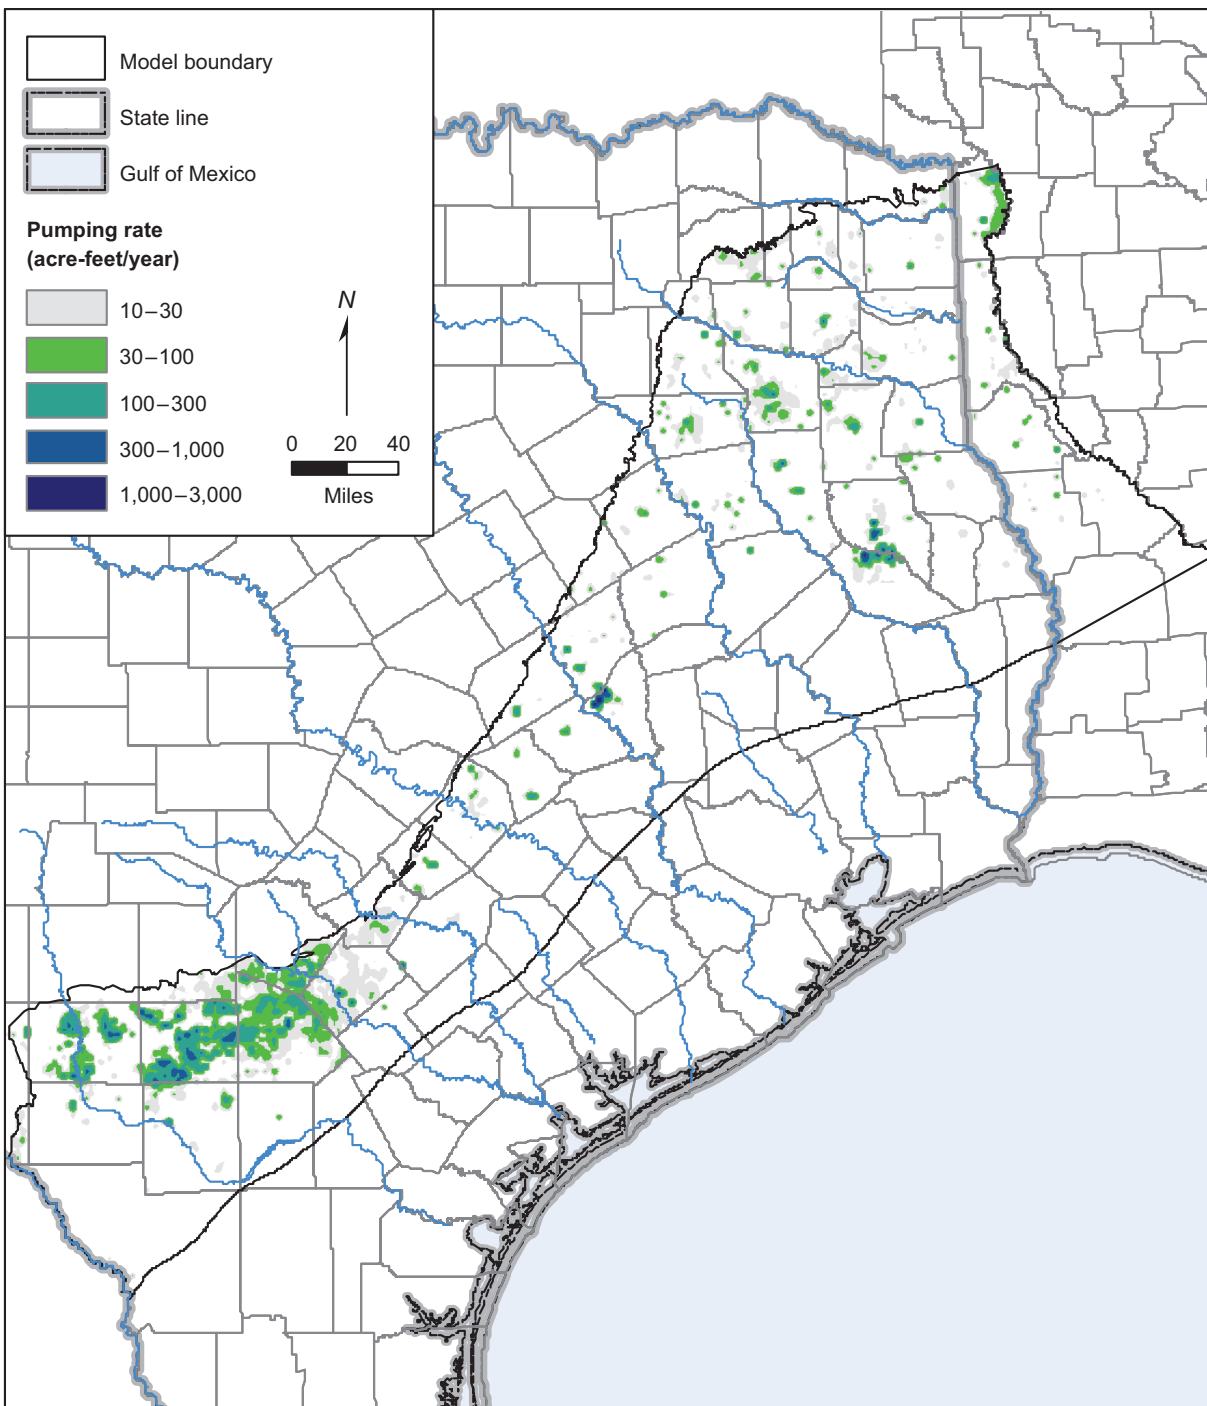 Model boundary
State line
Gulf of Mexico
Pumping rate
(acre-feet/year)
10–30
30–100
100–300
300–1,000
1,000–3,000
N
0 20 40
Miles